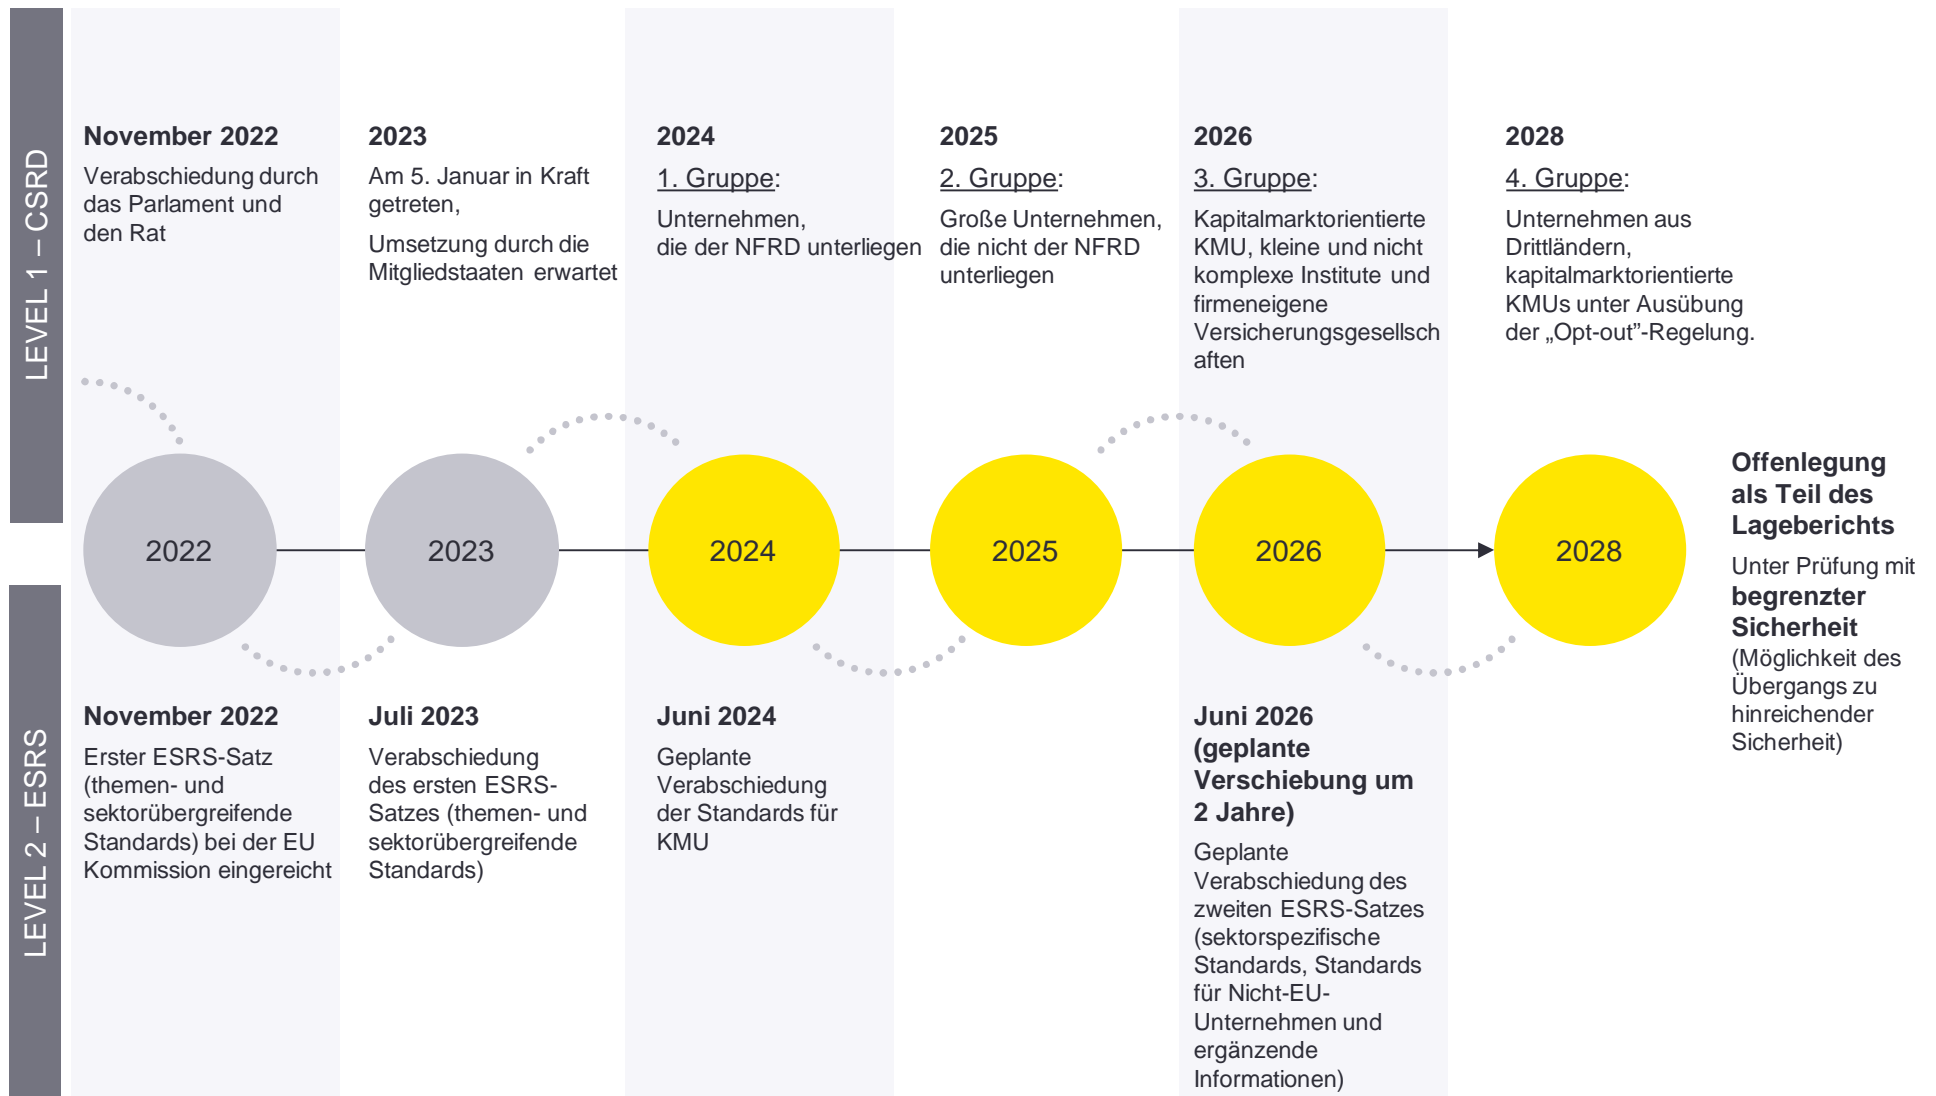 LEVEL 1 – CSRD
November 2022
Verabschiedung durch
das Parlament und
den Rat
2023
Am 5. Januar in Kraft
getreten,
Umsetzung durch die
Mitgliedstaaten erwartet
2024
1. Gruppe:
Unternehmen,
die der NFRD unterliegen
2025
2. Gruppe:
Große Unternehmen,
die nicht der NFRD
unterliegen
2026
3. Gruppe:
Kapitalmarktorientierte
KMU, kleine und nicht
komplexe Institute und
firmeneigene
Versicherungsgesellsch
aften
2028
4. Gruppe:
Unternehmen aus
Drittländern,
kapitalmarktorientierte
KMUs unter Ausübung
der „Opt-out”-Regelung.
2022
2023
2024
2025
2026
2028
Offenlegung
als Teil des
Lageberichts
Unter Prüfung mit
begrenzter
Sicherheit
(Möglichkeit des
Übergangs zu
hinreichender
Sicherheit)
LEVEL 2 – ESRS
November 2022
Erster ESRS-Satz
(themen- und
sektorübergreifende
Standards) bei der EU
Kommission eingereicht
Juli 2023
Verabschiedung
des ersten ESRS-
Satzes (themen- und
sektorübergreifende
Standards)
Juni 2024
Geplante
Verabschiedung
der Standards für
KMU
Juni 2026
(geplante
Verschiebung um
2 Jahre)
Geplante
Verabschiedung des
zweiten ESRS-Satzes
(sektorspezifische
Standards, Standards
für Nicht-EU-
Unternehmen und
ergänzende
Informationen)